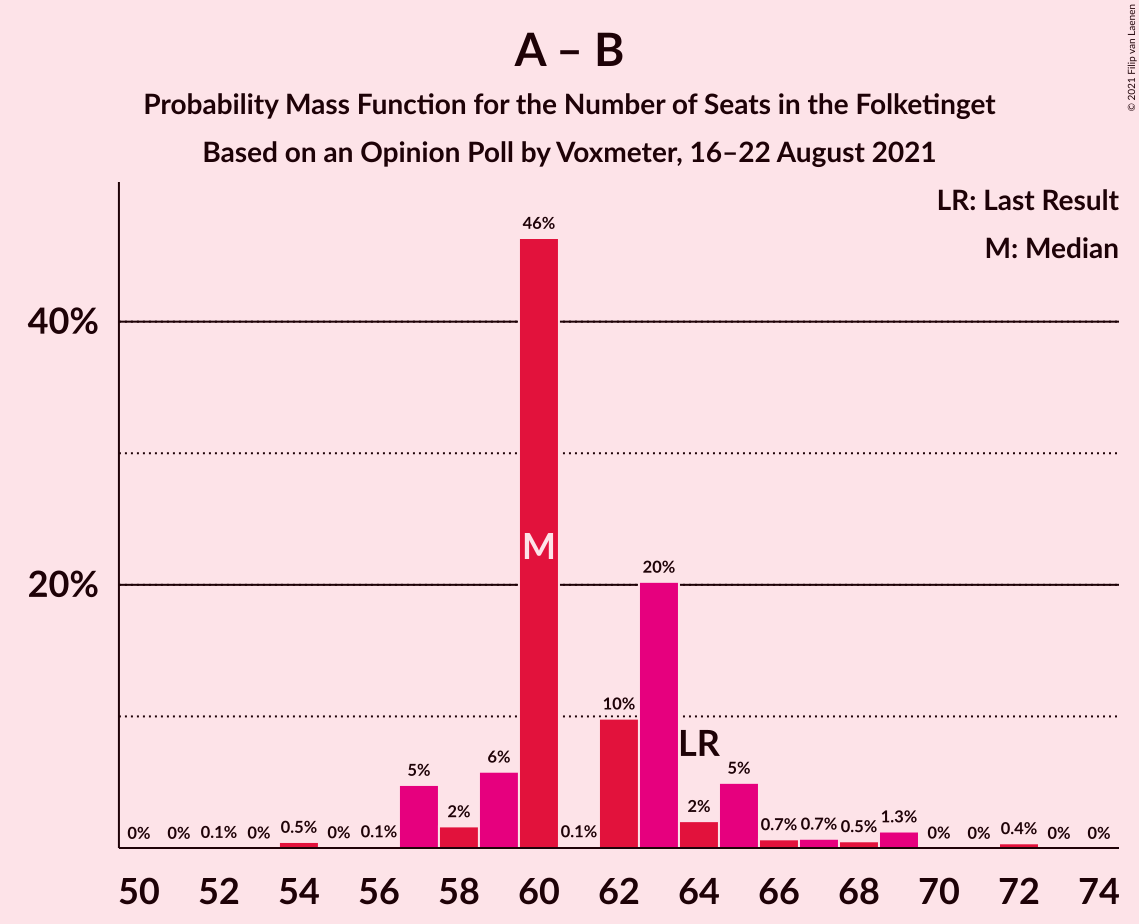 A – B
Probability Mass Function for the Number of Seats in the Folketinget
Based on an Opinion Poll by Voxmeter, 16–22 August 2021
© 2021 Filip van Laenen
LR: Last Result
M: Median
46%
40%
M
20%
20%
10%
LR
6%
5%
5%
2%
2%
0% 0% 0.1% 0% 0.5% 0% 0.1% 0.1% 0.7% 0.7% 0.5% 1.3% 0% 0% 0.4% 0% 0%
50 52 54 56 58 60 62 64 66 68 70 72 74